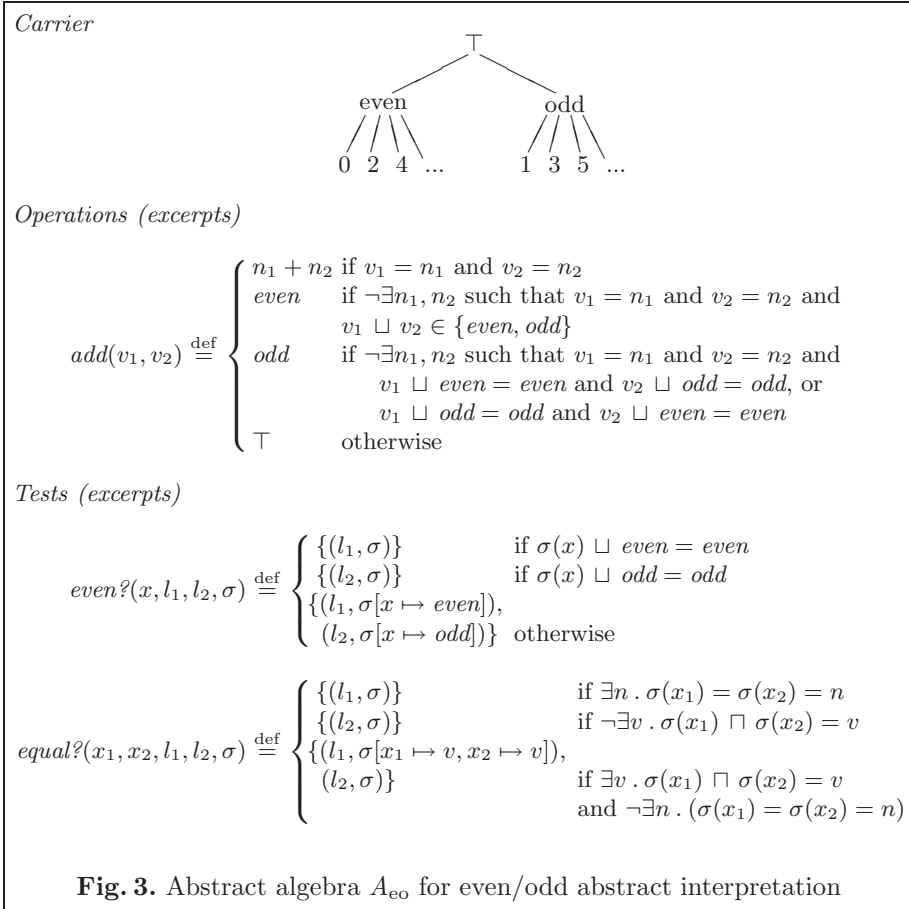 Carrier
⊤
even odd
0 2 4 ... 1 3 5 ...
Operations (excerpts)
n₁ + n₂ if v₁ = n₁ and v₂ = n₂
even if ¬∃n₁, n₂ such that v₁ = n₁ and v₂ = n₂ and
v₁ ⊔ v₂ ∈ {even, odd}
add(v₁, v₂) ≝ odd if ¬∃n₁, n₂ such that v₁ = n₁ and v₂ = n₂ and
v₁ ⊔ even = even and v₂ ⊔ odd = odd, or
v₁ ⊔ odd = odd and v₂ ⊔ even = even
⊤ otherwise
Tests (excerpts)
{(l₁, σ)} if σ(x) ⊔ even = even
even?(x, l₁, l₂, σ) ≝ {(l₂, σ)} if σ(x) ⊔ odd = odd
{(l₁, σ[x ↦ even]),
(l₂, σ[x ↦ odd])} otherwise
{(l₁, σ)} if ∃n . σ(x₁) = σ(x₂) = n
{(l₂, σ)} if ¬∃v . σ(x₁) ⊓ σ(x₂) = v
equal?(x₁, x₂, l₁, l₂, σ) ≝ {(l₁, σ[x₁ ↦ v, x₂ ↦ v]),
(l₂, σ)} if ∃v . σ(x₁) ⊓ σ(x₂) = v
and ¬∃n . (σ(x₁) = σ(x₂) = n)
Fig. 3. Abstract algebra Aₑₒ for even/odd abstract interpretation